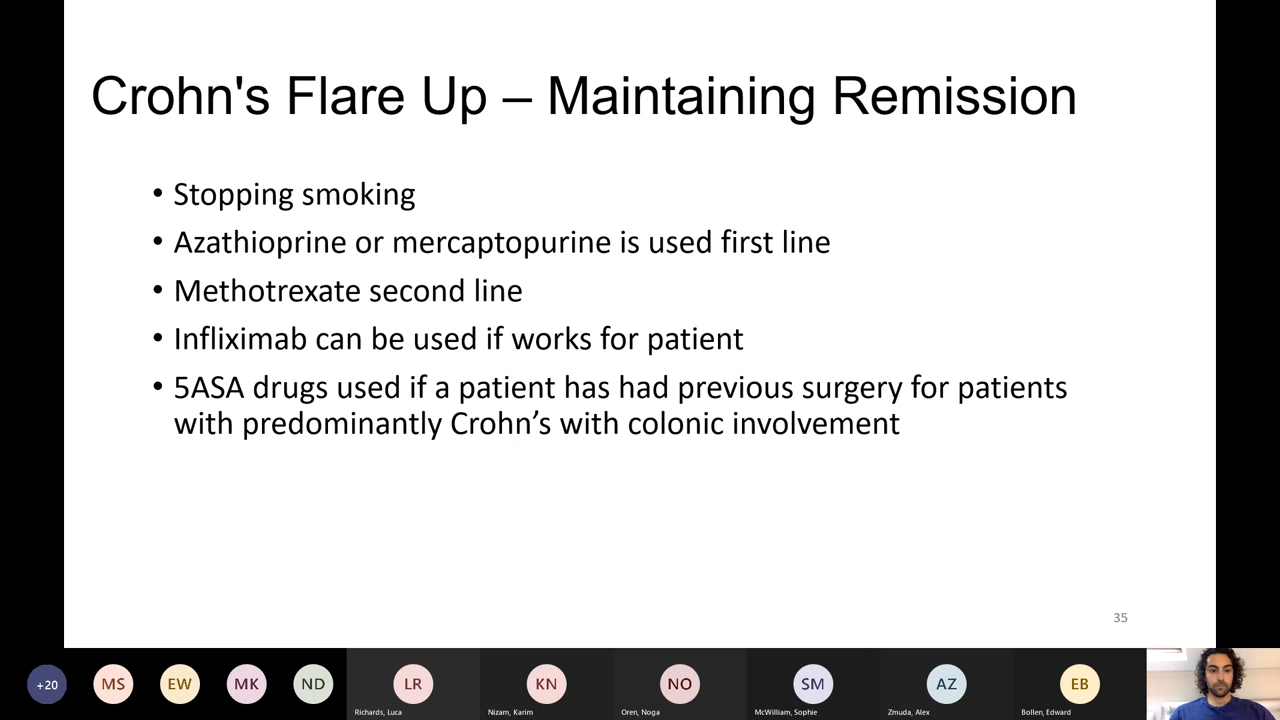 Crohn's Flare Up – Maintaining Remission
• Stopping smoking
• Azathioprine or mercaptopurine is used first line
• Methotrexate second line
• Infliximab can be used if works for patient
• 5ASA drugs used if a patient has had previous surgery for patients
with predominantly Crohn’s with colonic involvement
35
+20 MS EW MK ND LR KN NO SM AZ EB
Richards, Luca Nizam, Karim Oren, Noga McWilliam, Sophie Zmuda, Alex Bollen, Edward